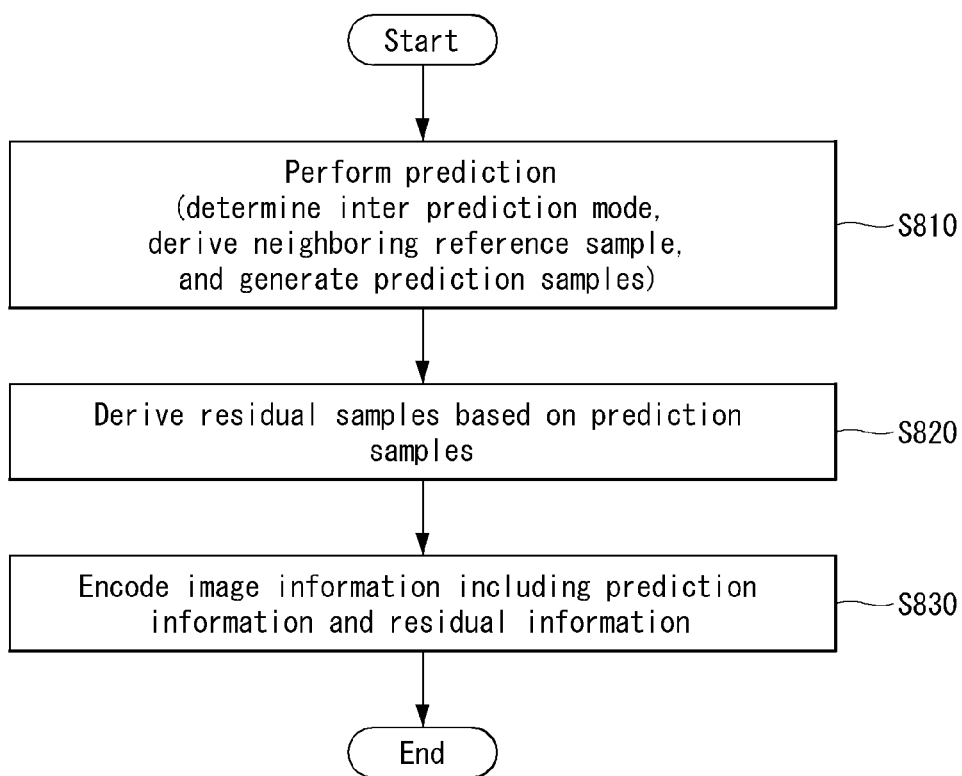 Start
Perform prediction
(determine inter prediction mode,
derive neighboring reference sample,
and generate prediction samples)
S810
Derive residual samples based on prediction
samples
S820
Encode image information including prediction
information and residual information
S830
End